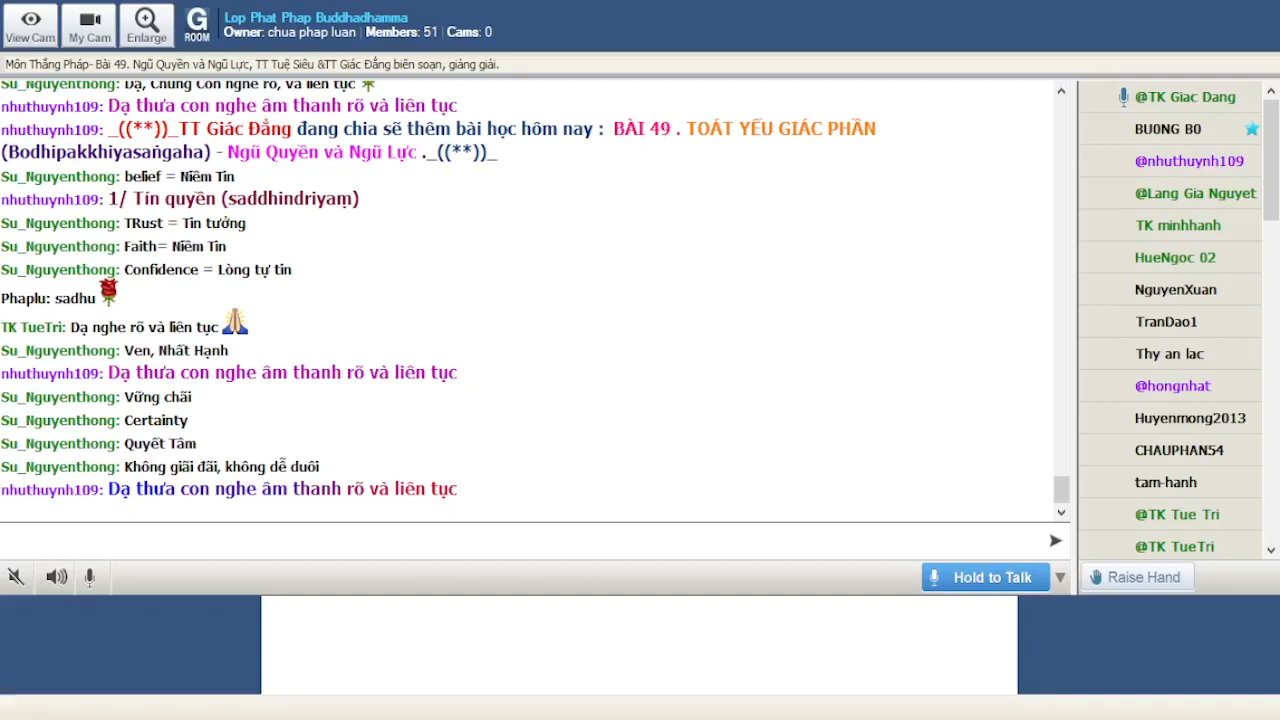 View Cam
My Cam
Enlarge
G
ROOM
Lop Phat Phap Buddhadhamma
Owner: chua phap luan | Members: 51 | Cams: 0
Môn Thắng Pháp- Bài 49. Ngũ Quyền và Ngũ Lực, TT Tuệ Siêu &TT Giác Đẳng biên soạn, giảng giải.
Su_Nguyenthong: Dạ, Chúng Con nghe rõ, và liên tục
nhuthuynh109: Dạ thưa con nghe âm thanh rõ và liên tục
nhuthuynh109: _((**))_TT Giác Đẳng đang chia sẽ thêm bài học hôm nay : BÀI 49 . TOÁT YẾU GIÁC PHẦN
(Bodhipakkhiyasaṅgaha) - Ngũ Quyền và Ngũ Lực ._((**))_
Su_Nguyenthong: belief = Niêm Tin
nhuthuynh109: 1/ Tín quyền (saddhindriyaṃ)
Su_Nguyenthong: TRust = Tin tưởng
Su_Nguyenthong: Faith= Niêm Tin
Su_Nguyenthong: Confidence = Lòng tự tin
Phaplu: sadhu
TK TueTri: Dạ nghe rõ và liên tục
Su_Nguyenthong: Ven, Nhất Hạnh
nhuthuynh109: Dạ thưa con nghe âm thanh rõ và liên tục
Su_Nguyenthong: Vững chãi
Su_Nguyenthong: Certainty
Su_Nguyenthong: Quyết Tâm
Su_Nguyenthong: Không giãi đãi, không dễ duôi
nhuthuynh109: Dạ thưa con nghe âm thanh rõ và liên tục
Hold to Talk
@TK Giac Dang
BU0NG B0
@nhuthuynh109
@Lang Gia Nguyet
TK minhhanh
HueNgoc 02
NguyenXuan
TranDao1
Thy an lac
@hongnhat
Huyenmong2013
CHAUPHAN54
tam-hanh
@TK Tue Tri
@TK TueTri
Raise Hand